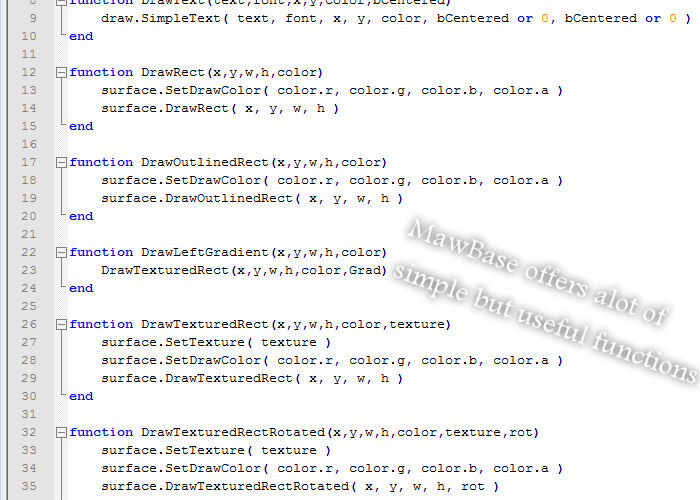 8 function DrawText(text,font,x,y,color,bCentered)
9 draw.SimpleText( text, font, x, y, color, bCentered or 0, bCentered or 0 )
10 end
11
12 function DrawRect(x,y,w,h,color)
13 surface.SetDrawColor( color.r, color.g, color.b, color.a )
14 surface.DrawRect( x, y, w, h )
15 end
16
17 function DrawOutlinedRect(x,y,w,h,color)
18 surface.SetDrawColor( color.r, color.g, color.b, color.a )
19 surface.DrawOutlinedRect( x, y, w, h )
20 end
21
22 function DrawLeftGradient(x,y,w,h,color)
23 DrawTexturedRect(x,y,w,h,color,Grad)
24 end
25
26 function DrawTexturedRect(x,y,w,h,color,texture)
27 surface.SetTexture( texture )
28 surface.SetDrawColor( color.r, color.g, color.b, color.a )
29 surface.DrawTexturedRect( x, y, w, h )
30 end
31
32 function DrawTexturedRectRotated(x,y,w,h,color,texture,rot)
33 surface.SetTexture( texture )
34 surface.SetDrawColor( color.r, color.g, color.b, color.a )
35 surface.DrawTexturedRectRotated( x, y, w, h, rot )
MawBase offers alot of
simple but useful functions